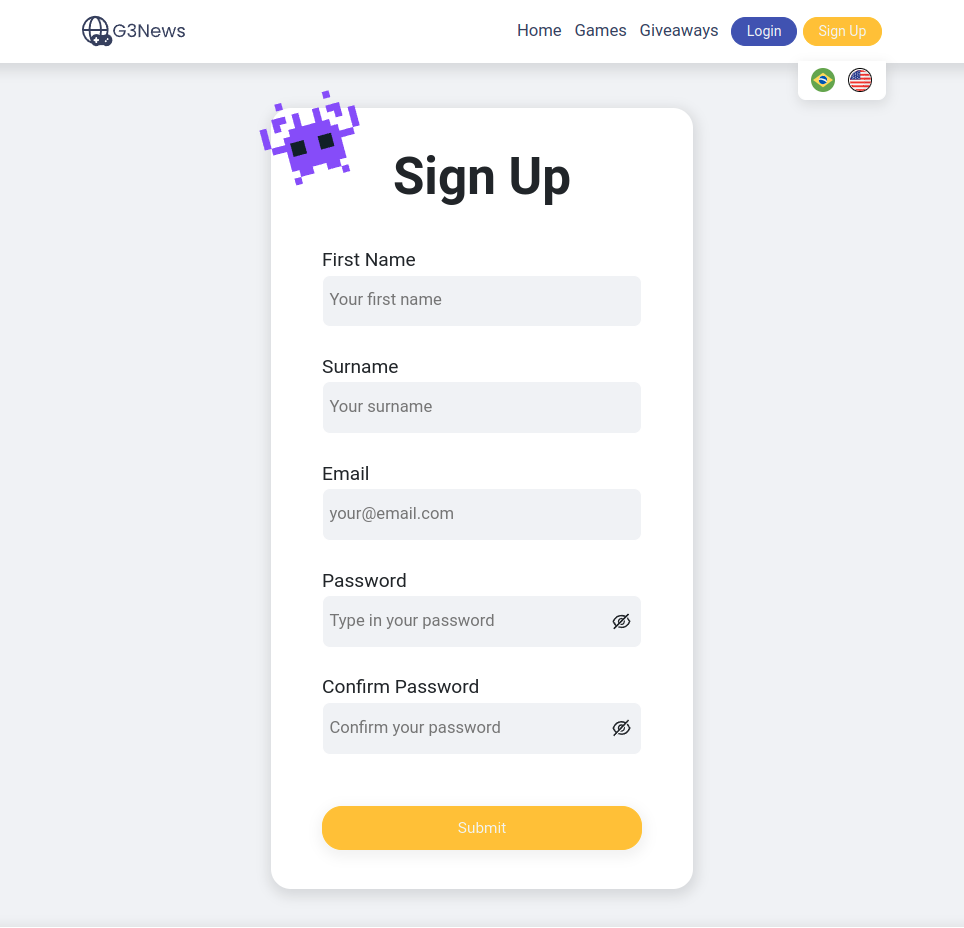 G3News
Home Games Giveaways Login Sign Up
Sign Up
First Name
Your first name
Surname
Your surname
Email
your@email.com
Password
Type in your password
Confirm Password
Confirm your password
Submit